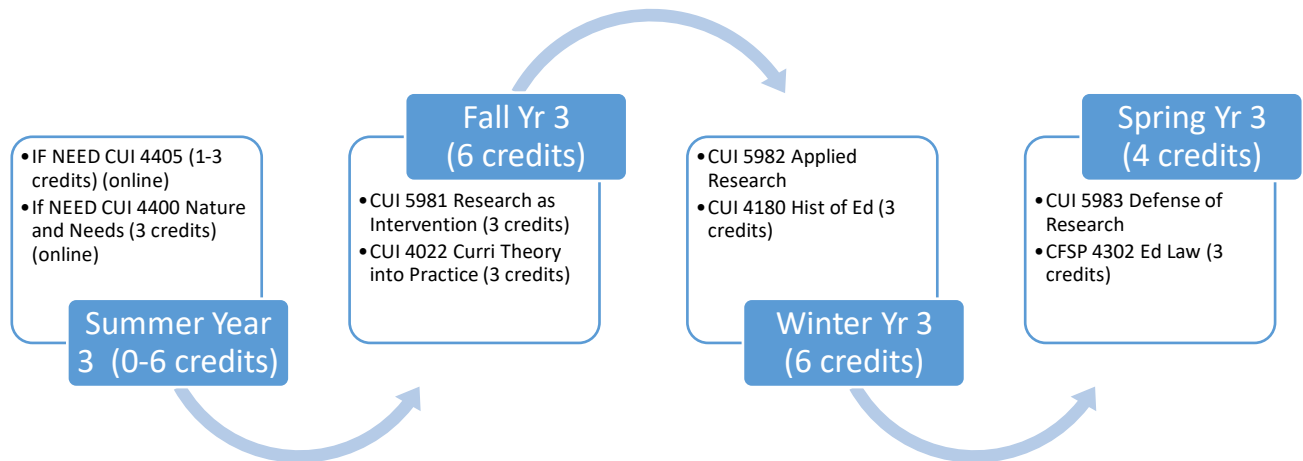 •IF NEED CUI 4405 (1-3
credits) (online)
•If NEED CUI 4400 Nature
and Needs (3 credits)
(online)
Summer Year
3  (0-6 credits)
Fall Yr 3
(6 credits)
•CUI 5981 Research as
Intervention (3 credits)
•CUI 4022 Curri Theory
into Practice (3 credits)
•CUI 5982 Applied
Research
•CUI 4180 Hist of Ed (3
credits)
Winter Yr 3
(6 credits)
Spring Yr 3
(4 credits)
•CUI 5983 Defense of
Research
•CFSP 4302 Ed Law (3
credits)